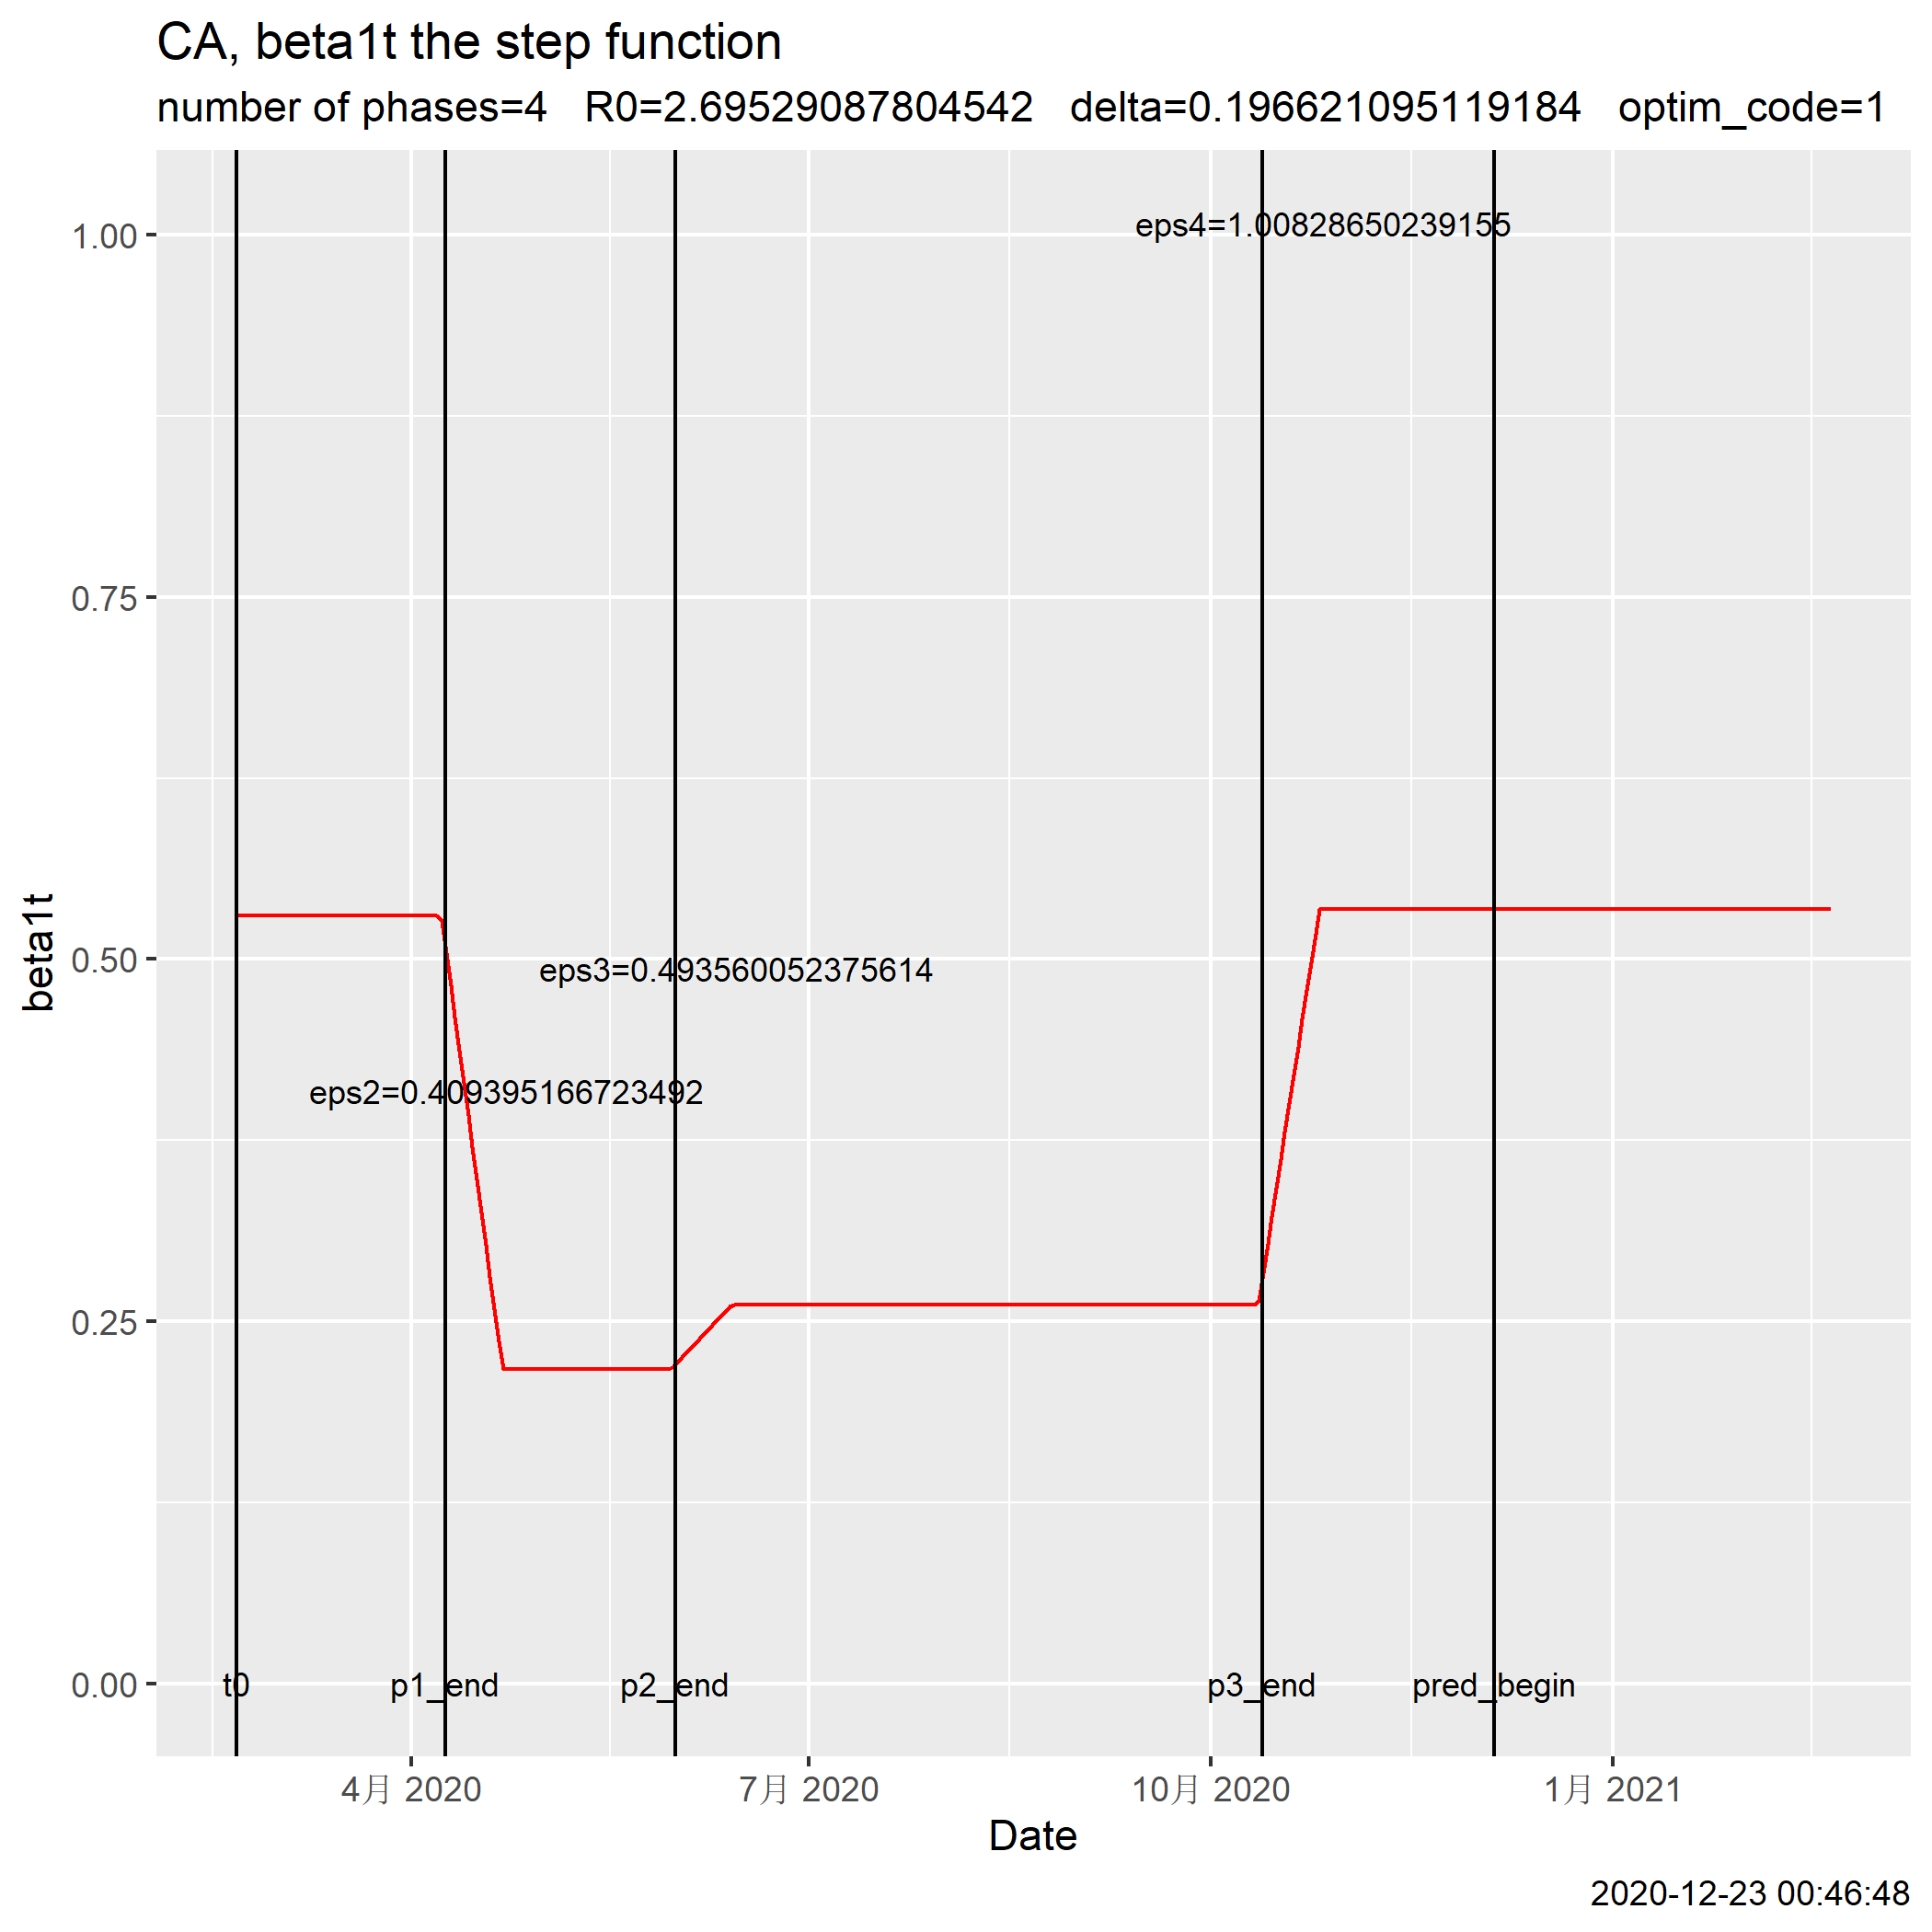 CA, beta1t the step function
number of phases=4   R0=2.69529087804542   delta=0.196621095119184   optim_code=1
eps4=1.00828650239155
1.00
0.75
0.50
0.25
0.00
beta1t
eps3=0.493560052375614
eps2=0.409395166723492
t0
p1_end
p2_end
p3_end
pred_begin
4月 2020
7月 2020
10月 2020
1月 2021
Date
2020-12-23 00:46:48